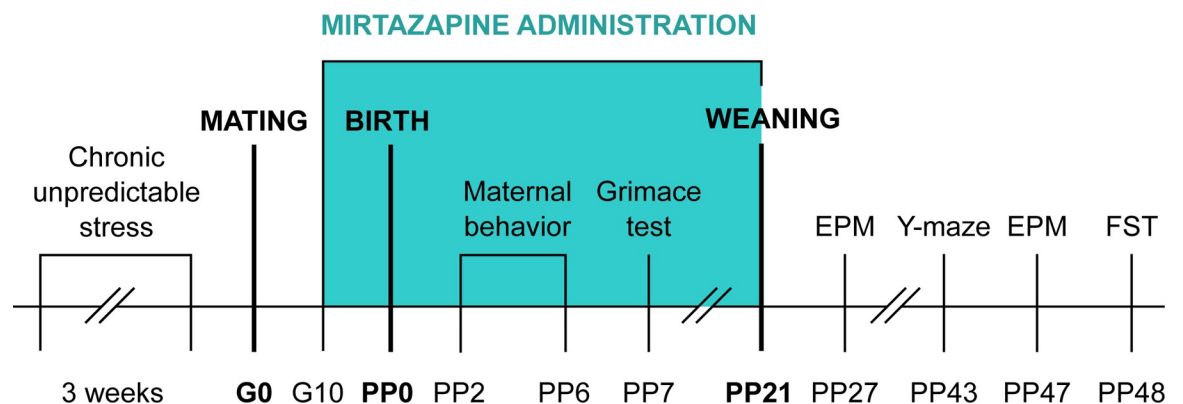 MIRTAZAPINE ADMINISTRATION
MATING
BIRTH
WEANING
Chronic
unpredictable
stress
Maternal
behavior
Grimace
test
EPM
Y-maze
EPM
FST
3 weeks
G0
G10
PP0
PP2
PP6
PP7
PP21
PP27
PP43
PP47
PP48